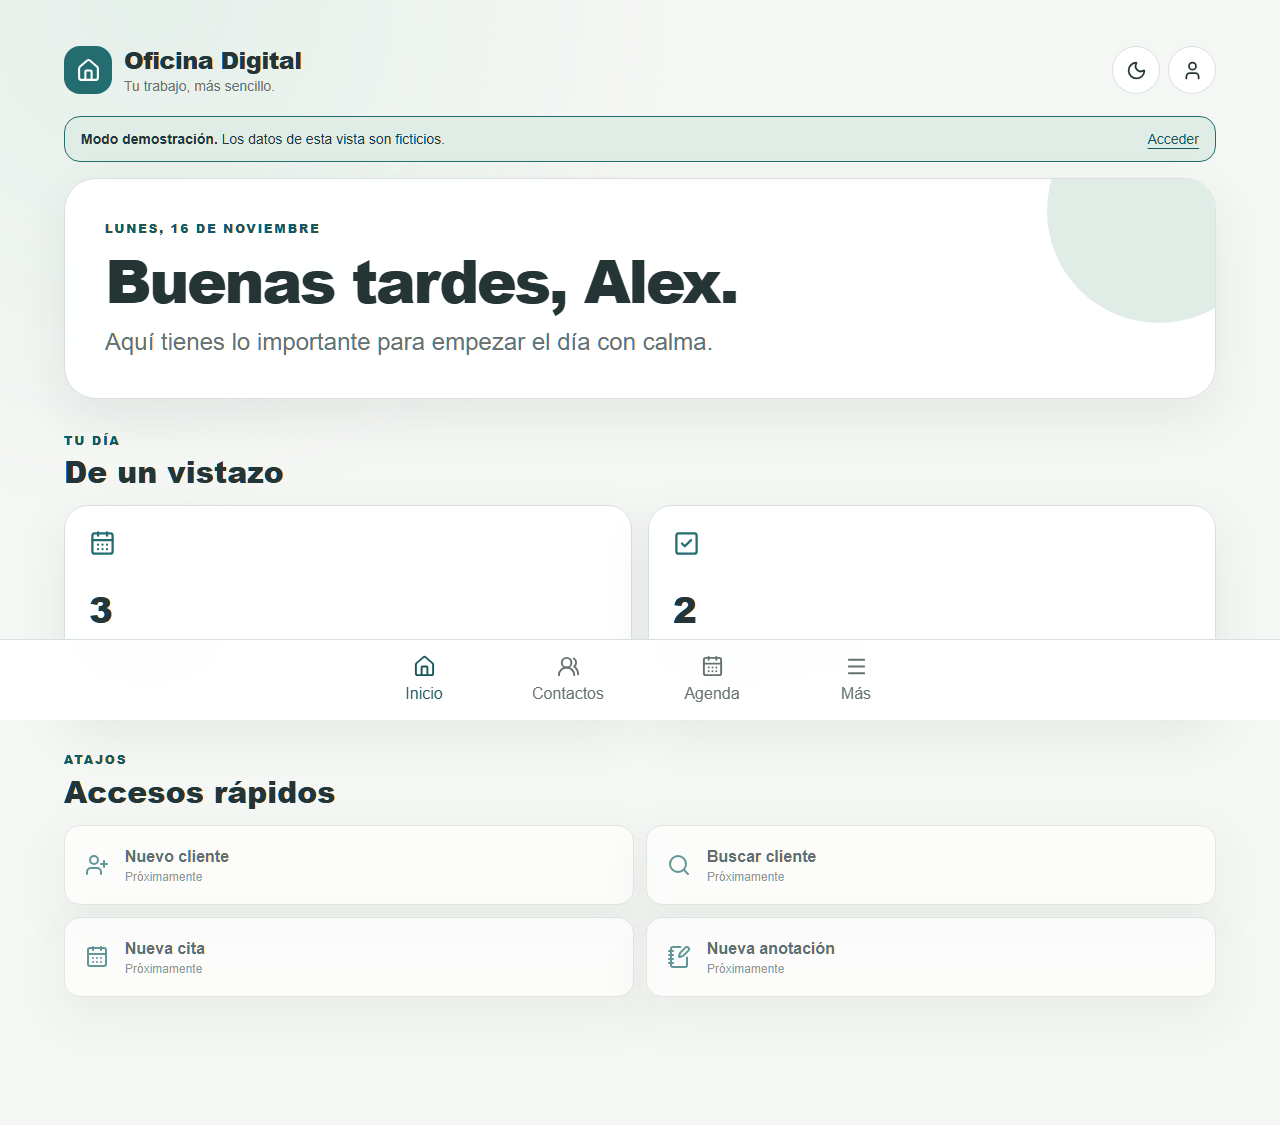 Oficina Digital
Tu trabajo, más sencillo.
Modo demostración. Los datos de esta vista son ficticios.
Acceder
LUNES, 16 DE NOVIEMBRE
Buenas tardes, Alex.
Aquí tienes lo importante para empezar el día con calma.
TU DÍA
De un vistazo
3
2
Inicio
Contactos
Agenda
Más
ATAJOS
Accesos rápidos
Nuevo cliente
Próximamente
Buscar cliente
Próximamente
Nueva cita
Próximamente
Nueva anotación
Próximamente